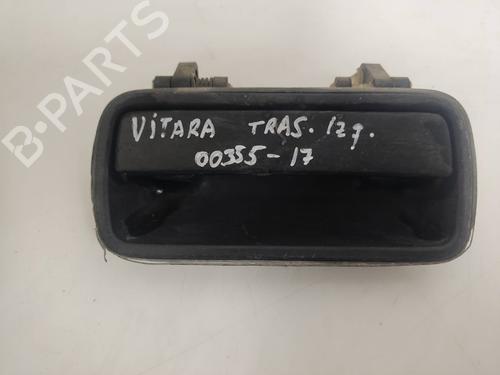 B-PARTS
VITARA TRAS. Izq.
00355-17